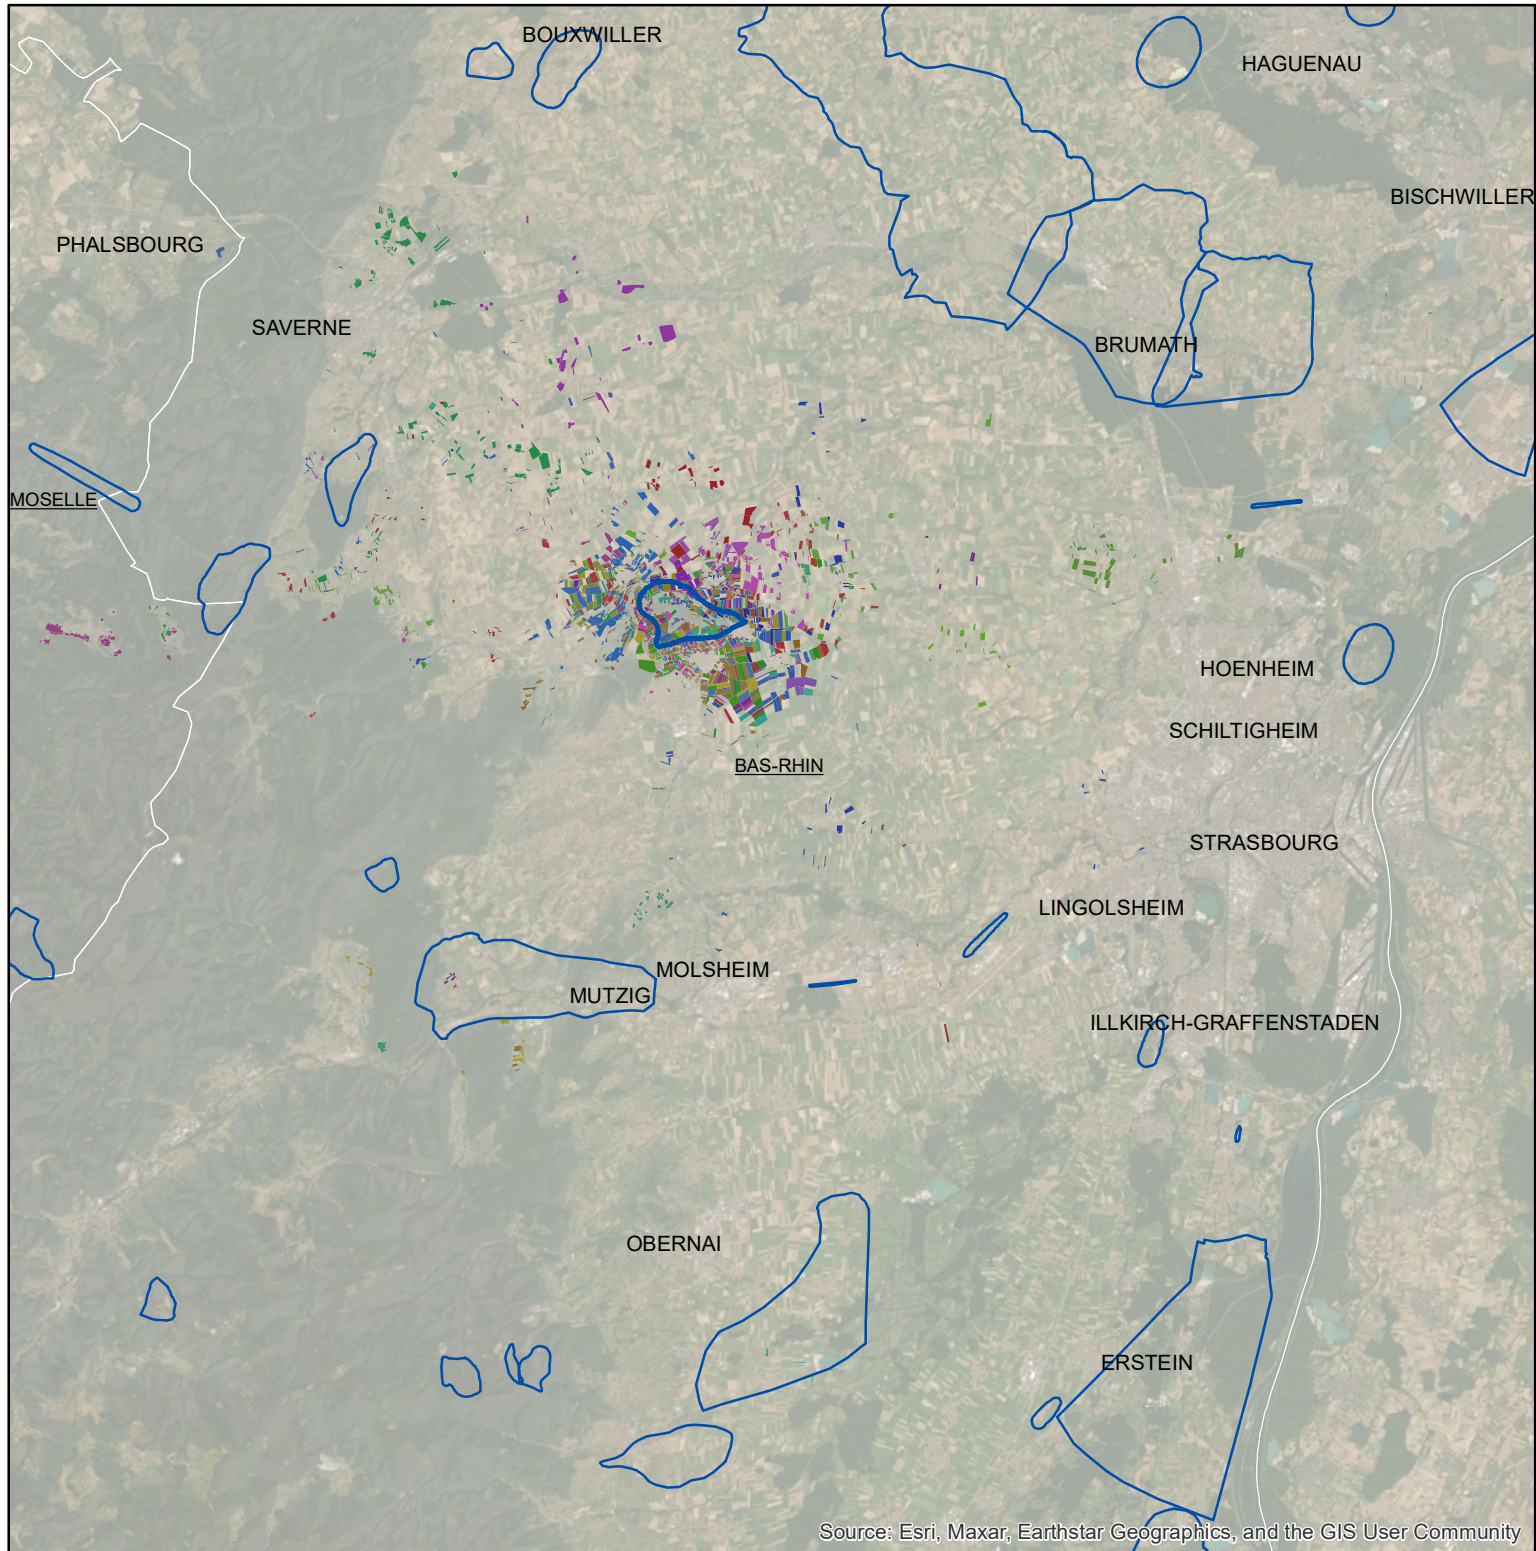 BOUXWILLER
HAGUENAU
BISCHWILLER
PHALSBOURG
SAVERNE
BRUMATH
MOSELLE
HOENHEIM
SCHILTIGHEIM
BAS-RHIN
STRASBOURG
LINGOLSHEIM
MOLSHEIM
MUTZIG
ILLKIRCH-GRAFFENSTADEN
OBERNAI
ERSTEIN
Source: Esri, Maxar, Earthstar Geographics, and the GIS User Community